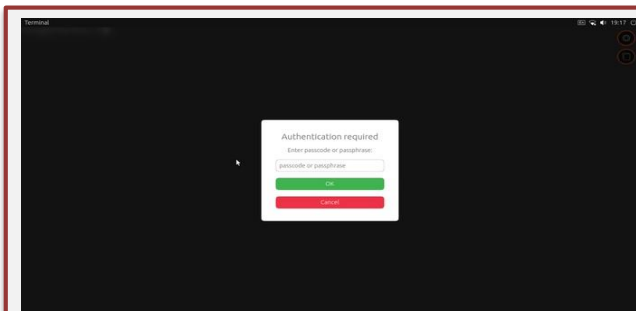 Terminal
19:17
Authentication required
Enter passcode or passphrase:
passcode or passphrase
OK
Cancel